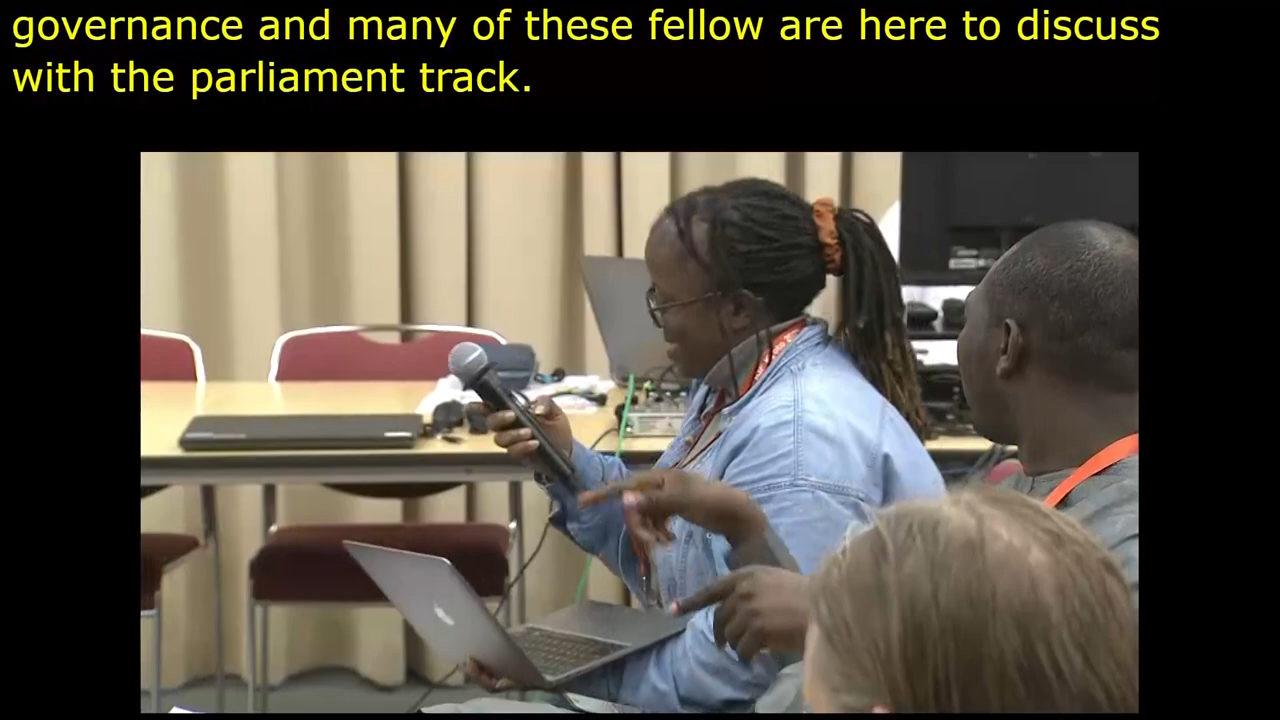 governance and many of these fellow are here to discuss
with the parliament track.